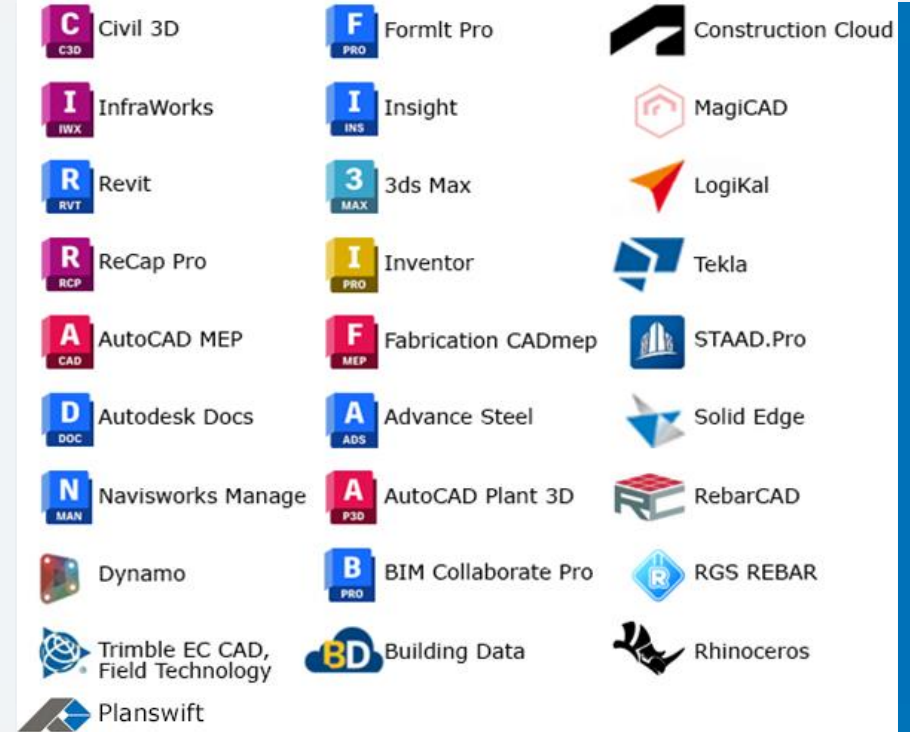 C Civil 3D
C3D
F FormIt Pro
PRO
Construction Cloud
I InfraWorks
IWX
I Insight
INS
MagiCAD
R Revit
RVT
3 3ds Max
MAX
LogiKal
R ReCap Pro
RCP
I Inventor
PRO
Tekla
A AutoCAD MEP
CAD
F Fabrication CADmep
MEP
STAAD.Pro
D Autodesk Docs
DOC
A Advance Steel
ADS
Solid Edge
N Navisworks Manage
MAN
A AutoCAD Plant 3D
P3D
RC RebarCAD
Dynamo
B BIM Collaborate Pro
PRO
R RGS REBAR
Trimble EC CAD,
Field Technology
BD Building Data
Rhinoceros
Planswift